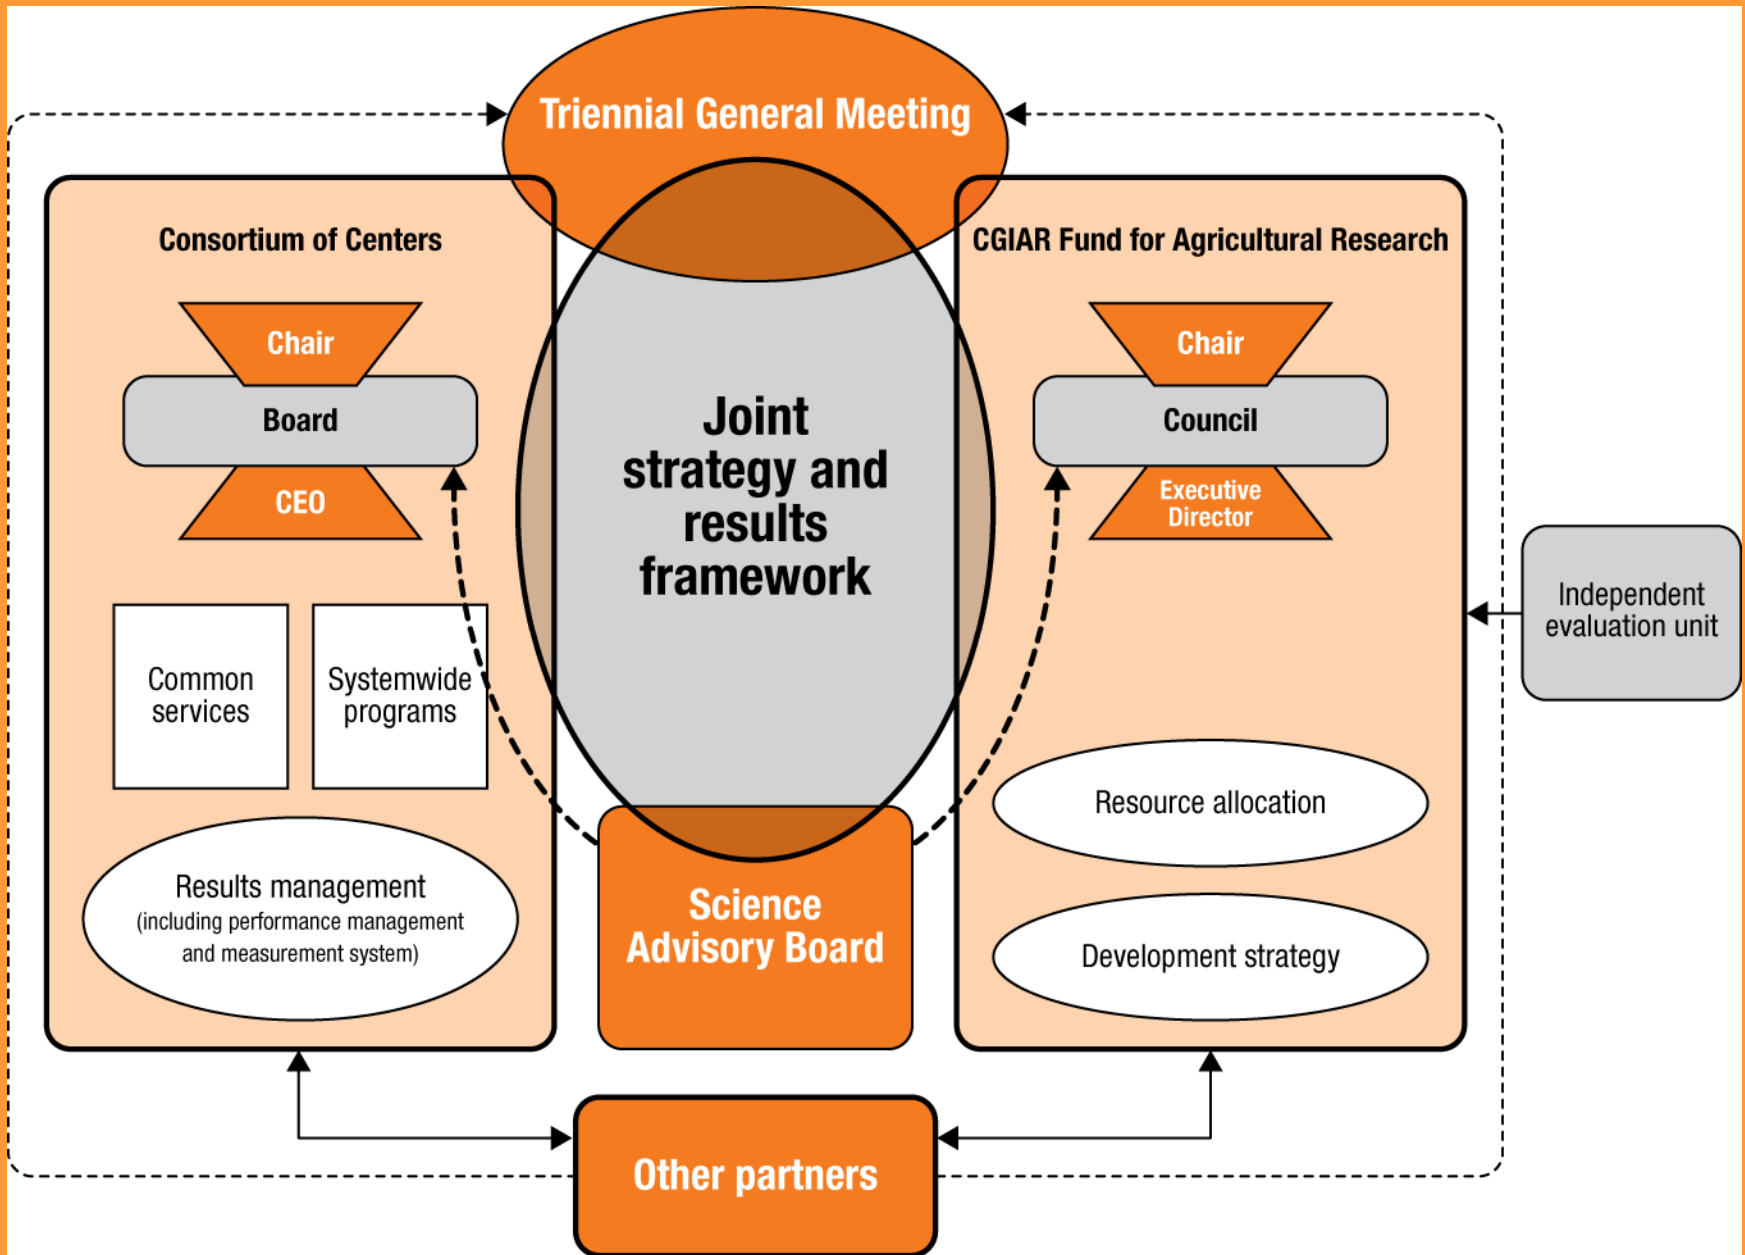 Triennial General Meeting
Consortium of Centers
Chair
Board
CEO
Common
services
Systemwide
programs
Results management
(including performance management
and measurement system)
Joint
strategy and
results
framework
Science
Advisory Board
CGIAR Fund for Agricultural Research
Chair
Council
Executive
Director
Resource allocation
Development strategy
Independent
evaluation unit
Other partners